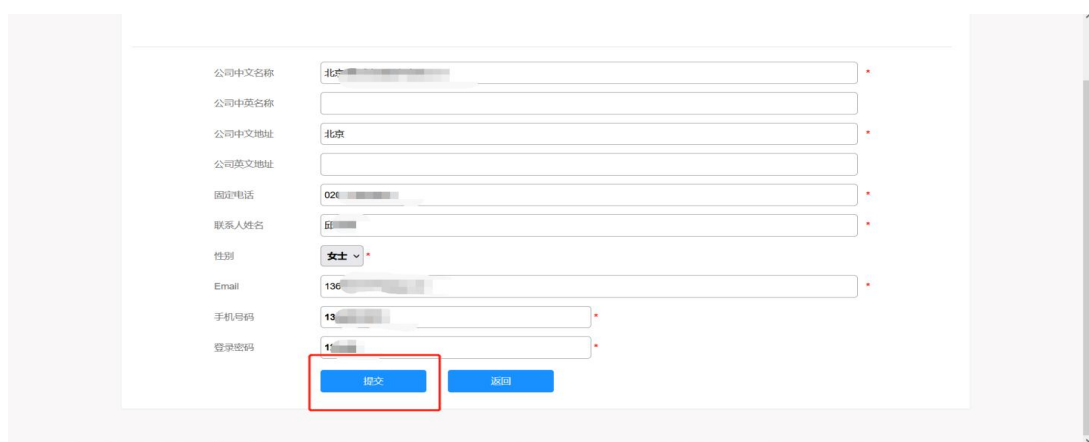 公司中文名称 北京 *
公司中英名称
公司中文地址 北京 *
公司英文地址
固定电话 020 *
联系人姓名 邱 *
性别 女士 *
Email 136 *
手机号码 13 *
登录密码 1 *
提交 返回